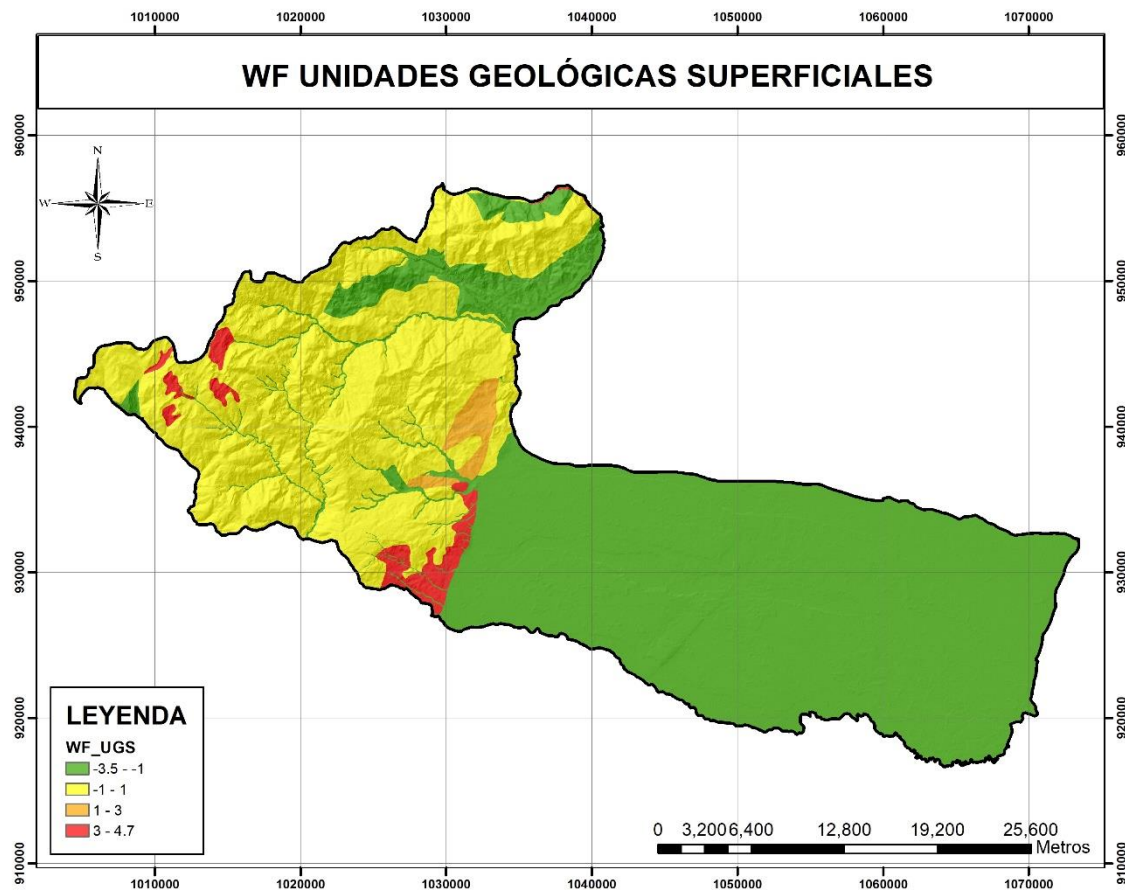 1010000 1020000 1030000 1040000 1050000 1060000 1070000
WF UNIDADES GEOLÓGICAS SUPERFICIALES
960000 960000
N
W E
S
950000 950000
940000 940000
930000 930000
LEYENDA
WF_UGS
-3.5 - -1
-1 - 1
1 - 3
3 - 4.7
920000 920000
0 3,200 6,400 12,800 19,200 25,600
Metros
910000 910000
1010000 1020000 1030000 1040000 1050000 1060000 1070000